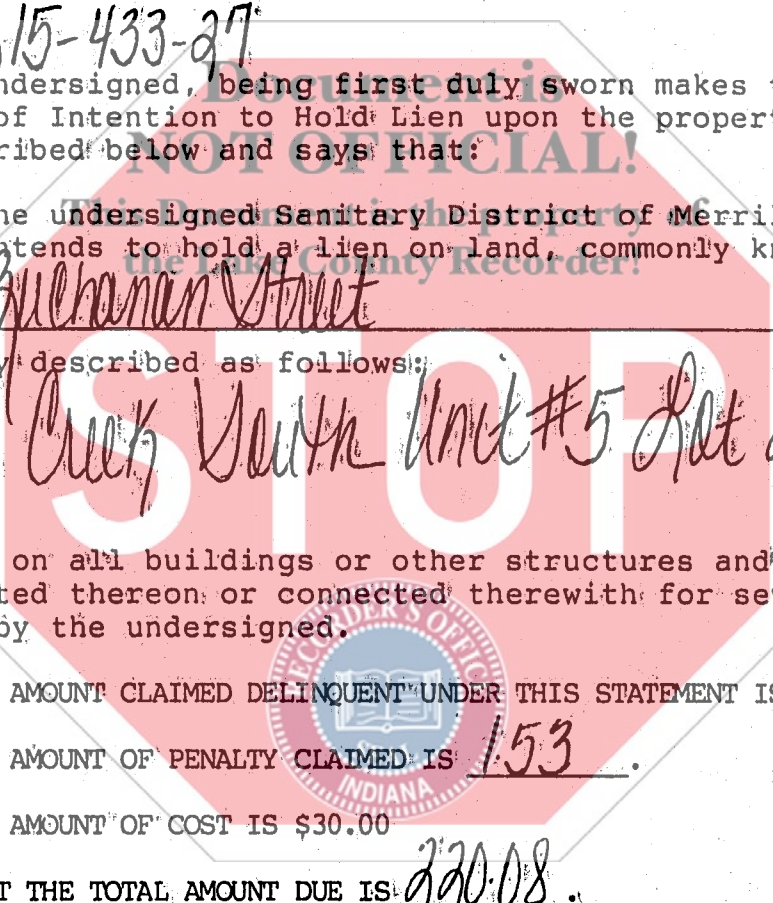 15-433-27
ndersigned, being first duly sworn makes
of Intention to Hold Lien upon the propert
ribed below and says that:
Document is
NOT OFFICIAL!
This Document is the property of
the Lake County Recorder!
he undersigned Sanitary District of Merri
tends to hold a lien on land, commonly k
Buchanan Street
y described as follows:
Creek South Unit #5 Lot
STOP
on all buildings or other structures and
ted thereon or connected therewith for se
by the undersigned.
RECORDER'S OFFICE
INDIANA
AMOUNT CLAIMED DELINQUENT UNDER THIS STATEMENT IS
AMOUNT OF PENALTY CLAIMED IS 1.53.
AMOUNT OF COST IS $30.00
T THE TOTAL AMOUNT DUE IS 220.08.